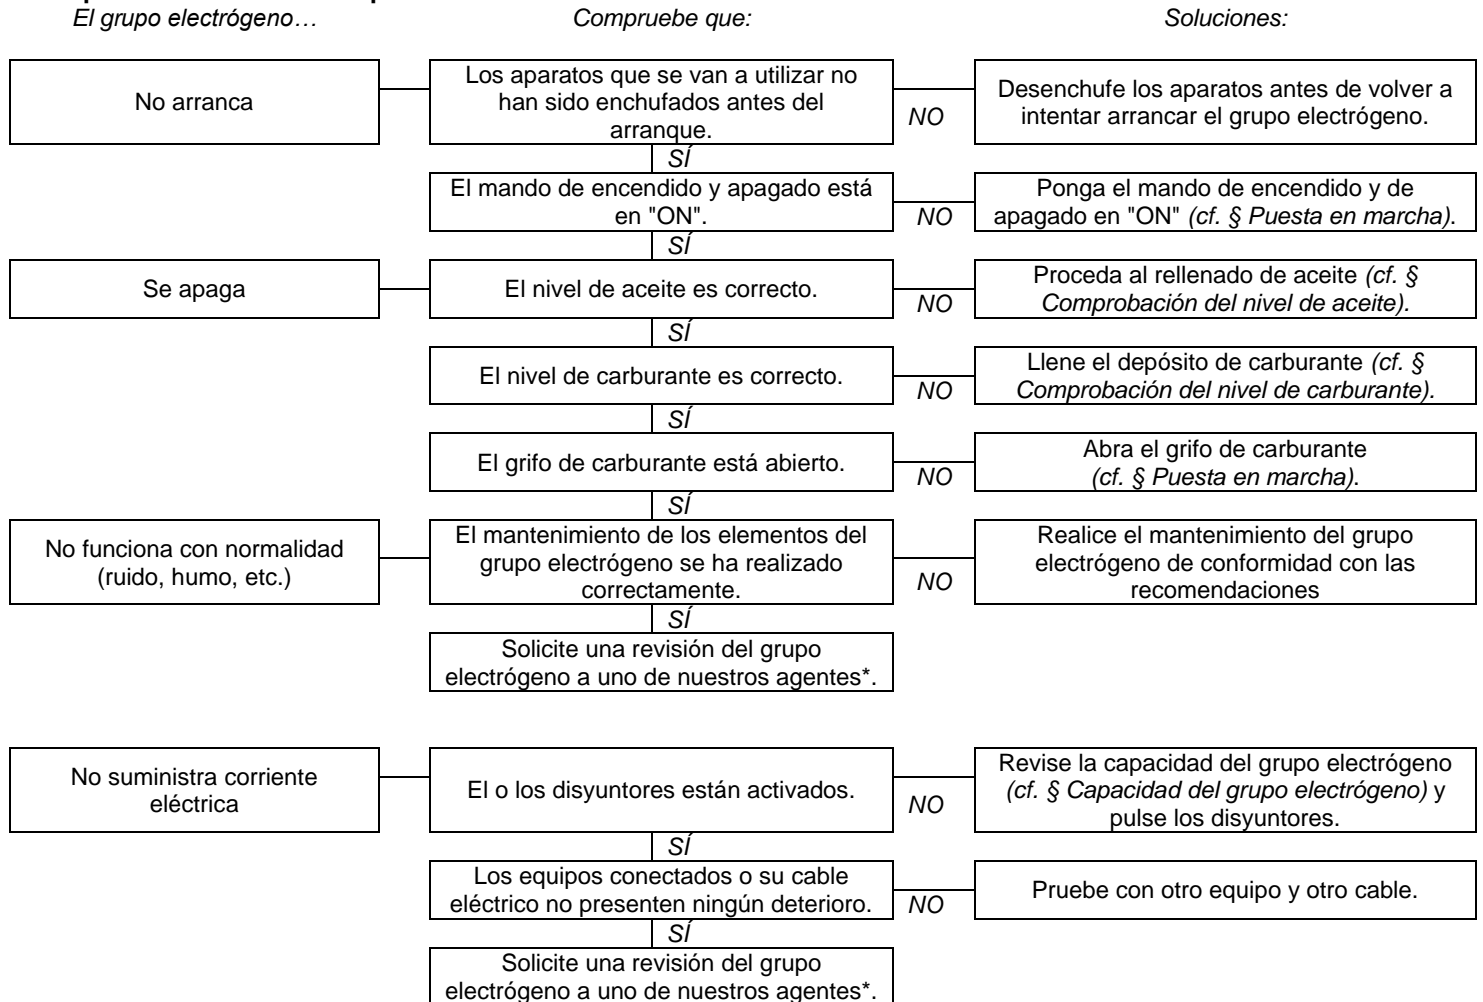 El grupo electrógeno…
Compruebe que:
Soluciones:
No arranca
Los aparatos que se van a utilizar no
han sido enchufados antes del
arranque.
NO
Desenchufe los aparatos antes de volver a
intentar arrancar el grupo electrógeno.
SÍ
El mando de encendido y apagado está
en "ON".
NO
Ponga el mando de encendido y de
apagado en "ON" (cf. § Puesta en marcha).
SÍ
Se apaga
El nivel de aceite es correcto.
NO
Proceda al rellenado de aceite (cf. §
Comprobación del nivel de aceite).
SÍ
El nivel de carburante es correcto.
NO
Llene el depósito de carburante (cf. §
Comprobación del nivel de carburante).
SÍ
El grifo de carburante está abierto.
NO
Abra el grifo de carburante
(cf. § Puesta en marcha).
SÍ
No funciona con normalidad
(ruido, humo, etc.)
El mantenimiento de los elementos del
grupo electrógeno se ha realizado
correctamente.
NO
Realice el mantenimiento del grupo
electrógeno de conformidad con las
recomendaciones
SÍ
Solicite una revisión del grupo
electrógeno a uno de nuestros agentes*.
No suministra corriente
eléctrica
El o los disyuntores están activados.
NO
Revise la capacidad del grupo electrógeno
(cf. § Capacidad del grupo electrógeno) y
pulse los disyuntores.
SÍ
Los equipos conectados o su cable
eléctrico no presenten ningún deterioro.
NO
Pruebe con otro equipo y otro cable.
SÍ
Solicite una revisión del grupo
electrógeno a uno de nuestros agentes*.